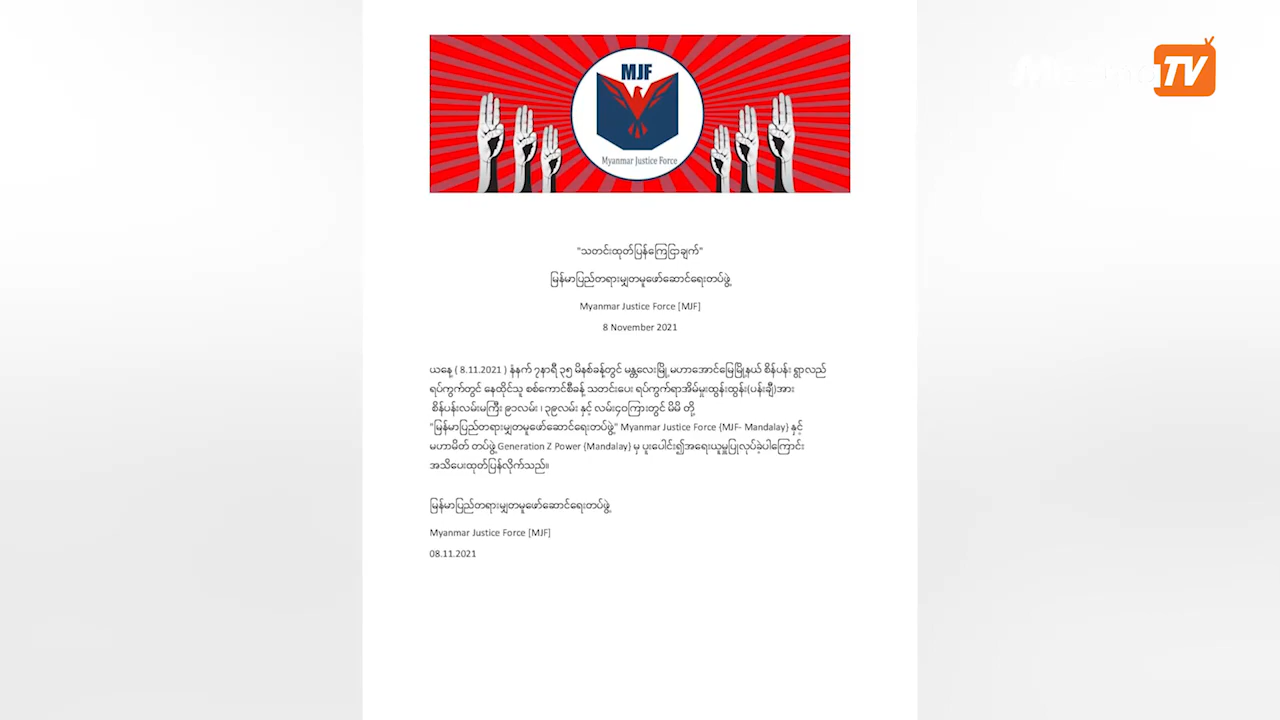 TV
MJF
Myanmar Justice Force
"သတင်းထုတ်ပြန်ကြေငြာချက်"
မြန်မာပြည်တရားမျှတမှုဖော်ဆောင်ရေးတပ်ဖွဲ့
Myanmar Justice Force [MJF]
8 November 2021
ယနေ့ ( 8.11.2021 ) နံနက် ၇နာရီ ၃၅ မိနစ်ခန့်တွင် မန္တလေးမြို့ မဟာအောင်မြေမြို့နယ် စိန်ပန်း ရွာလည်
ရပ်ကွက်တွင် နေထိုင်သူ စစ်ကောင်စီခန့် သတင်းပေး ရပ်ကွက်ရာအိမ်မှူးထွန်းထွန်း(ပန်းချီ)အား
စိန်ပန်းလမ်းမကြီး ၉၁လမ်း ၊ ၃၉လမ်း နှင့် လမ်း၄၀ကြားတွင် မိမိ တို့
"မြန်မာပြည်တရားမျှတမှုဖော်ဆောင်ရေးတပ်ဖွဲ့" Myanmar Justice Force {MJF- Mandalay} နှင့်
မဟာမိတ် တပ်ဖွဲ့ Generation Z Power {Mandalay} မှ ပူးပေါင်း၍အရေးယူမှုပြုလုပ်ခဲ့ပါကြောင်း
အသိပေးထုတ်ပြန်လိုက်သည်။
မြန်မာပြည်တရားမျှတမှုဖော်ဆောင်ရေးတပ်ဖွဲ့
Myanmar Justice Force [MJF]
08.11.2021